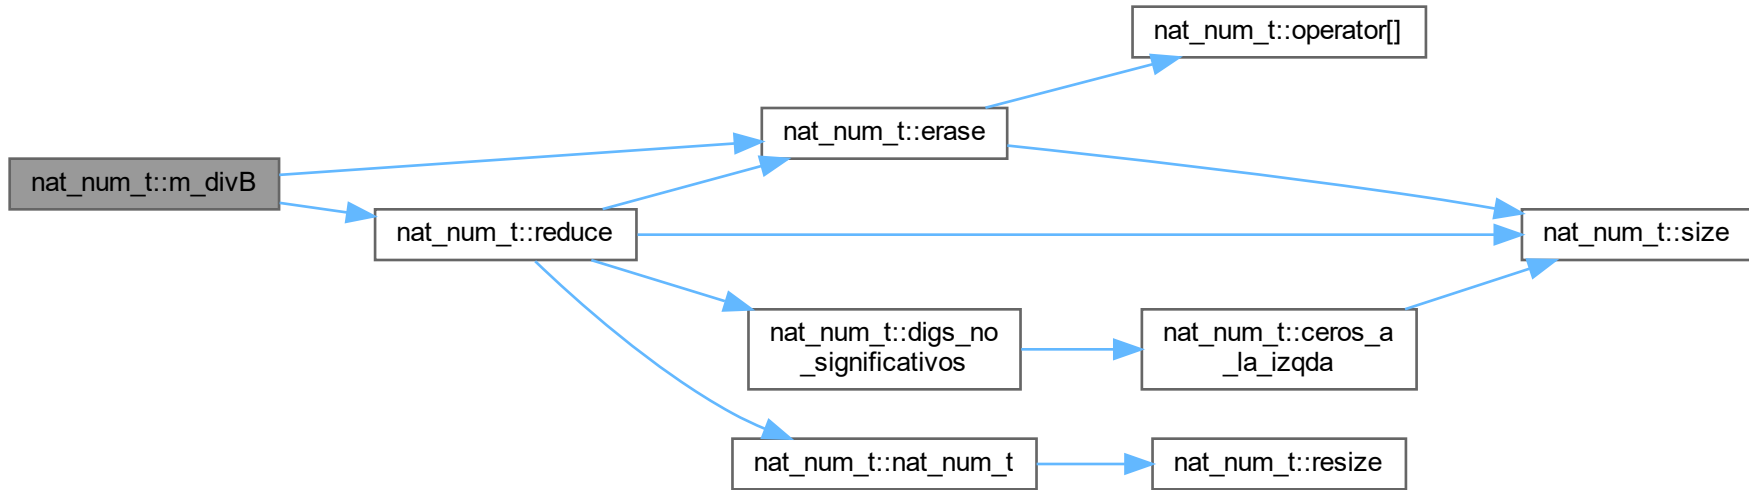 nat_num_t::operator[]
nat_num_t::erase
nat_num_t::m_divB
nat_num_t::reduce
nat_num_t::size
nat_num_t::digs_no
_significativos
nat_num_t::ceros_a
_la_izqda
nat_num_t::nat_num_t
nat_num_t::resize